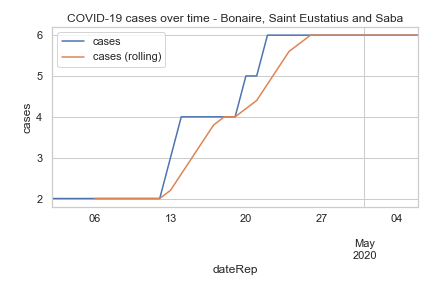 COVID-19 cases over time - Bonaire, Saint Eustatius and Saba
cases
cases (rolling)
6
5
4
3
2
cases
06 13 20 27 04
May
2020
dateRep